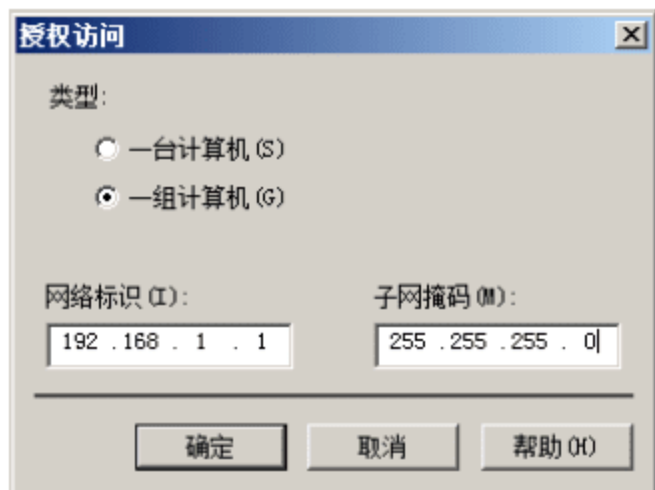 授权访问
类型:
一台计算机(S)
一组计算机(G)
网络标识(I): 子网掩码(M):
192 .168 . 1 . 1 255 .255 .255 . 0
确定 取消 帮助(H)